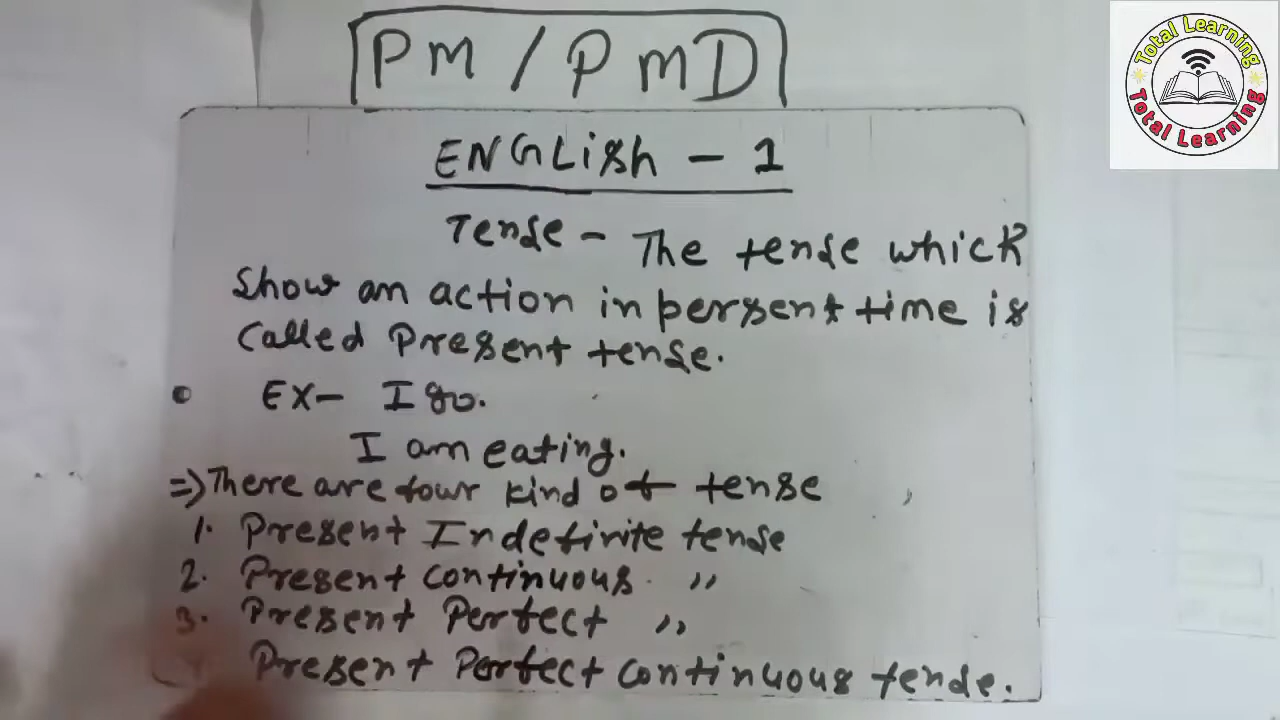 PM / PMD
Total Learning
Total Learning
ENGLish - 1
Tense - The tense which
Show an action in persent time is
Called Present tense.
EX- I go.
I am eating.
=> There are four kind of tense
1. Present Indefinite tense
2. Present continuous. ,,
3. Present Perfect ,,
Present Perfect continuous tense.